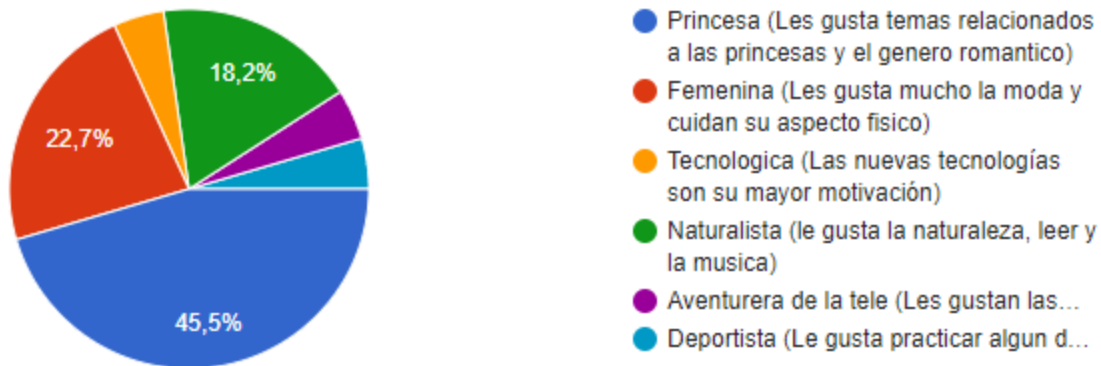 18,2%
22,7%
45,5%
Princesa (Les gusta temas relacionados
a las princesas y el genero romantico)
Femenina (Les gusta mucho la moda y
cuidan su aspecto fisico)
Tecnologica (Las nuevas tecnologías
son su mayor motivación)
Naturalista (le gusta la naturaleza, leer y
la musica)
Aventurera de la tele (Les gustan las...
Deportista (Le gusta practicar algun d...